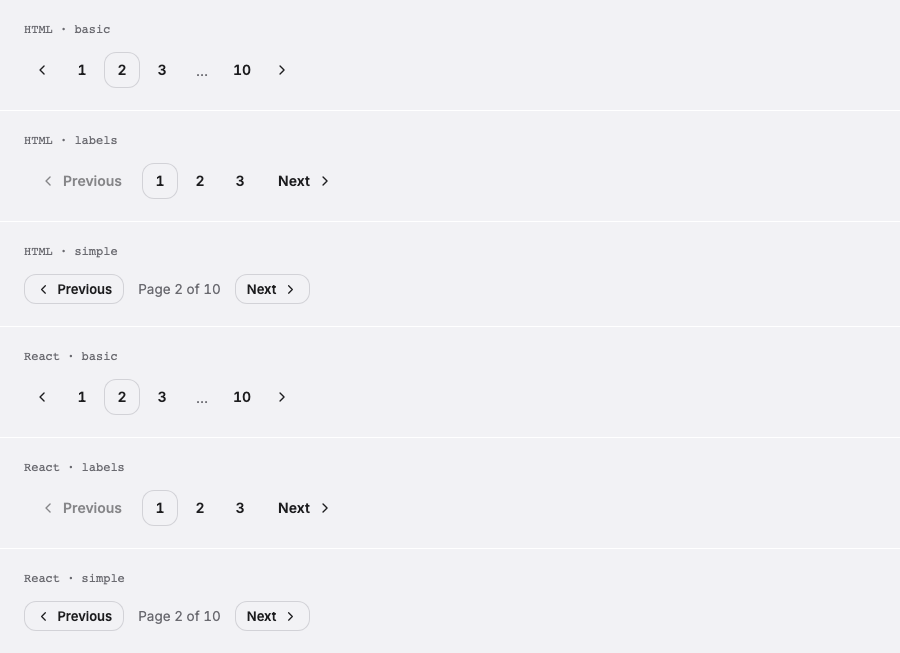 HTML · basic
1 2 3 … 10
HTML · labels
Previous 1 2 3 Next
HTML · simple
Previous Page 2 of 10 Next
React · basic
1 2 3 … 10
React · labels
Previous 1 2 3 Next
React · simple
Previous Page 2 of 10 Next